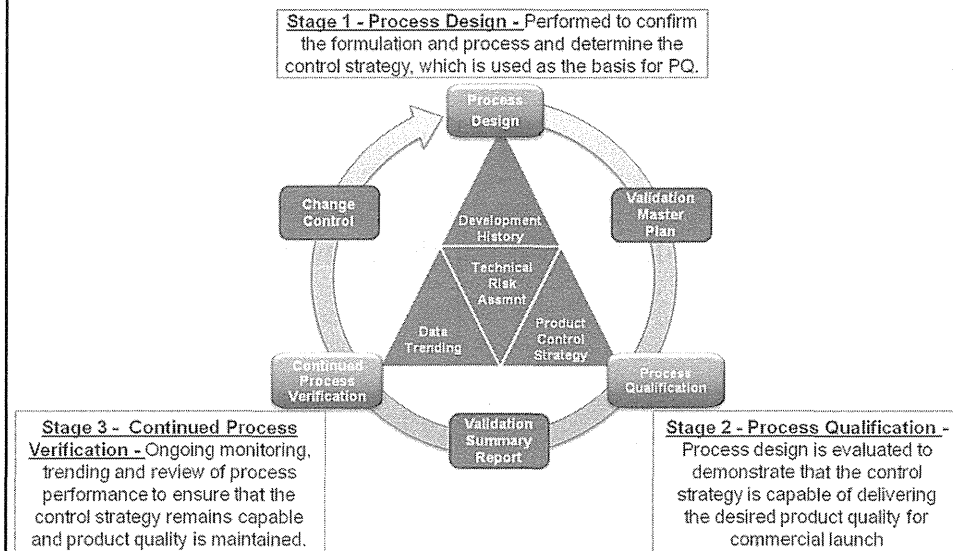 Stage 1 - Process Design - Performed to confirm
the formulation and process and determine the
control strategy, which is used as the basis for PQ.
Process
Design
Change
Control
Validation
Master
Plan
Development
History
Technical
Risk
Assmnt
Data
Trending
Product
Control
Strategy
Continued
Process
Verification
Process
Qualification
Validation
Summary
Report
Stage 3 - Continued Process
Verification - Ongoing monitoring,
trending and review of process
performance to ensure that the
control strategy remains capable
and product quality is maintained.
Stage 2 - Process Qualification -
Process design is evaluated to
demonstrate that the control
strategy is capable of delivering
the desired product quality for
commercial launch